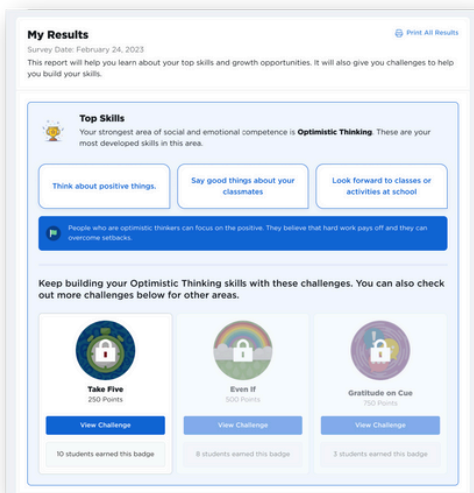 My Results
Print All Results
Survey Date: February 24, 2023
This report will help you learn about your top skills and growth opportunities. It will also give you challenges to help
you build your skills.
Top Skills
Your strongest area of social and emotional competence is Optimistic Thinking. These are your
most developed skills in this area.
Think about positive things.
Say good things about your
classmates
Look forward to classes or
activities at school
People who are optimistic thinkers can focus on the positive. They believe that hard work pays off and they can
overcome setbacks.
Keep building your Optimistic Thinking skills with these challenges. You can also check
out more challenges below for other areas.
Take Five
250 Points
View Challenge
10 students earned this badge
Even If
500 Points
View Challenge
8 students earned this badge
Gratitude on Cue
750 Points
View Challenge
3 students earned this badge